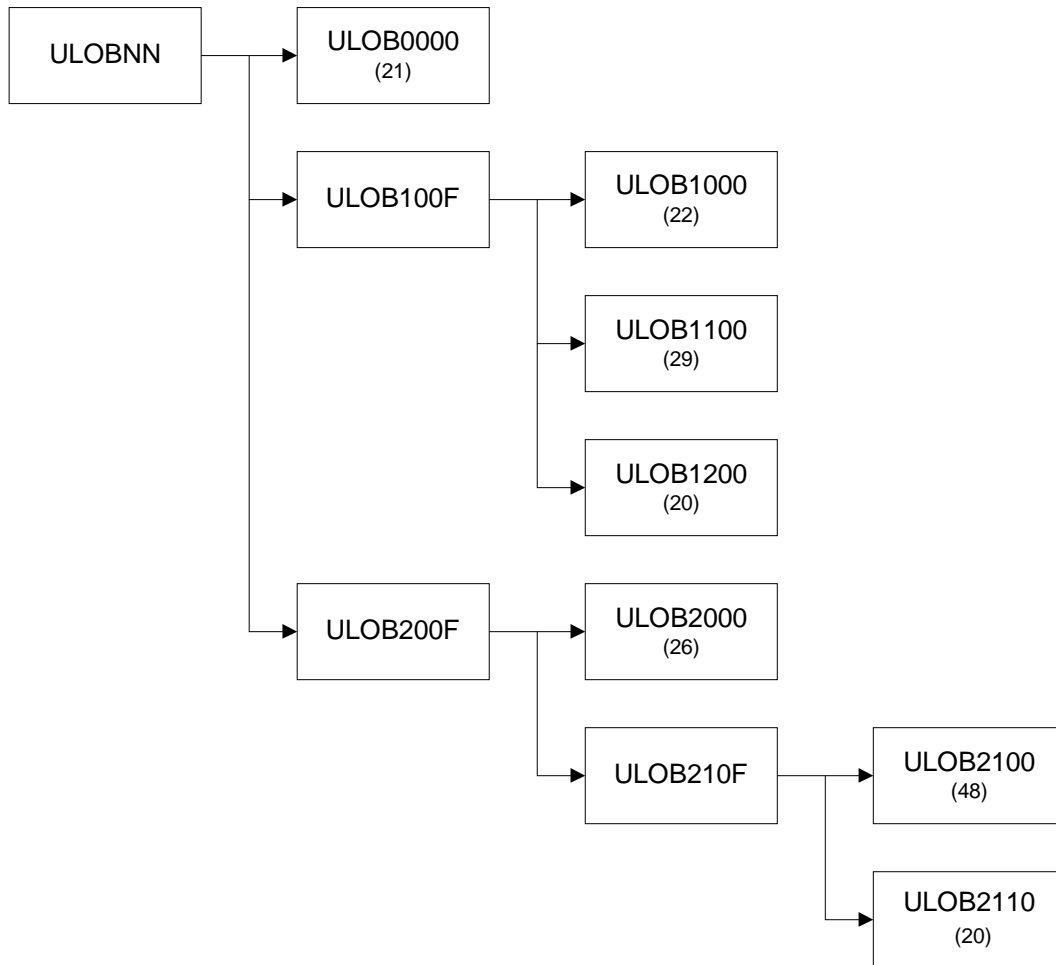 ULOBNN
ULOB0000
(21)
ULOB100F
ULOB1000
(22)
ULOB1100
(29)
ULOB1200
(20)
ULOB200F
ULOB2000
(26)
ULOB210F
ULOB2100
(48)
ULOB2110
(20)